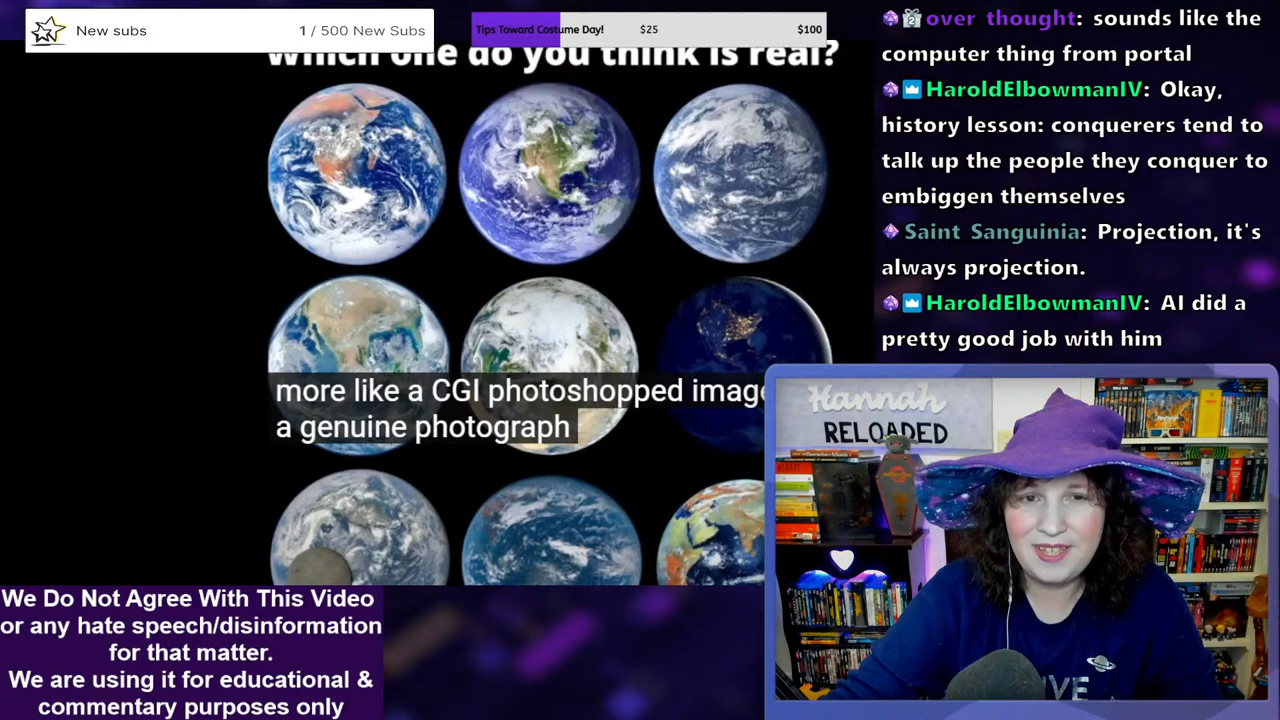 New subs
1 / 500 New Subs
Tips Toward Costume Day!
$25
$100
Which one do you think is real?
more like a CGI photoshopped image
a genuine photograph
over thought: sounds like the
computer thing from portal
HaroldElbowmanIV: Okay,
history lesson: conquerers tend to
talk up the people they conquer to
embiggen themselves
Saint Sanguinia: Projection, it's
always projection.
HaroldElbowmanIV: AI did a
pretty good job with him
Hannah
RELOADED
We Do Not Agree With This Video
or any hate speech/disinformation
for that matter.
We are using it for educational &
commentary purposes only